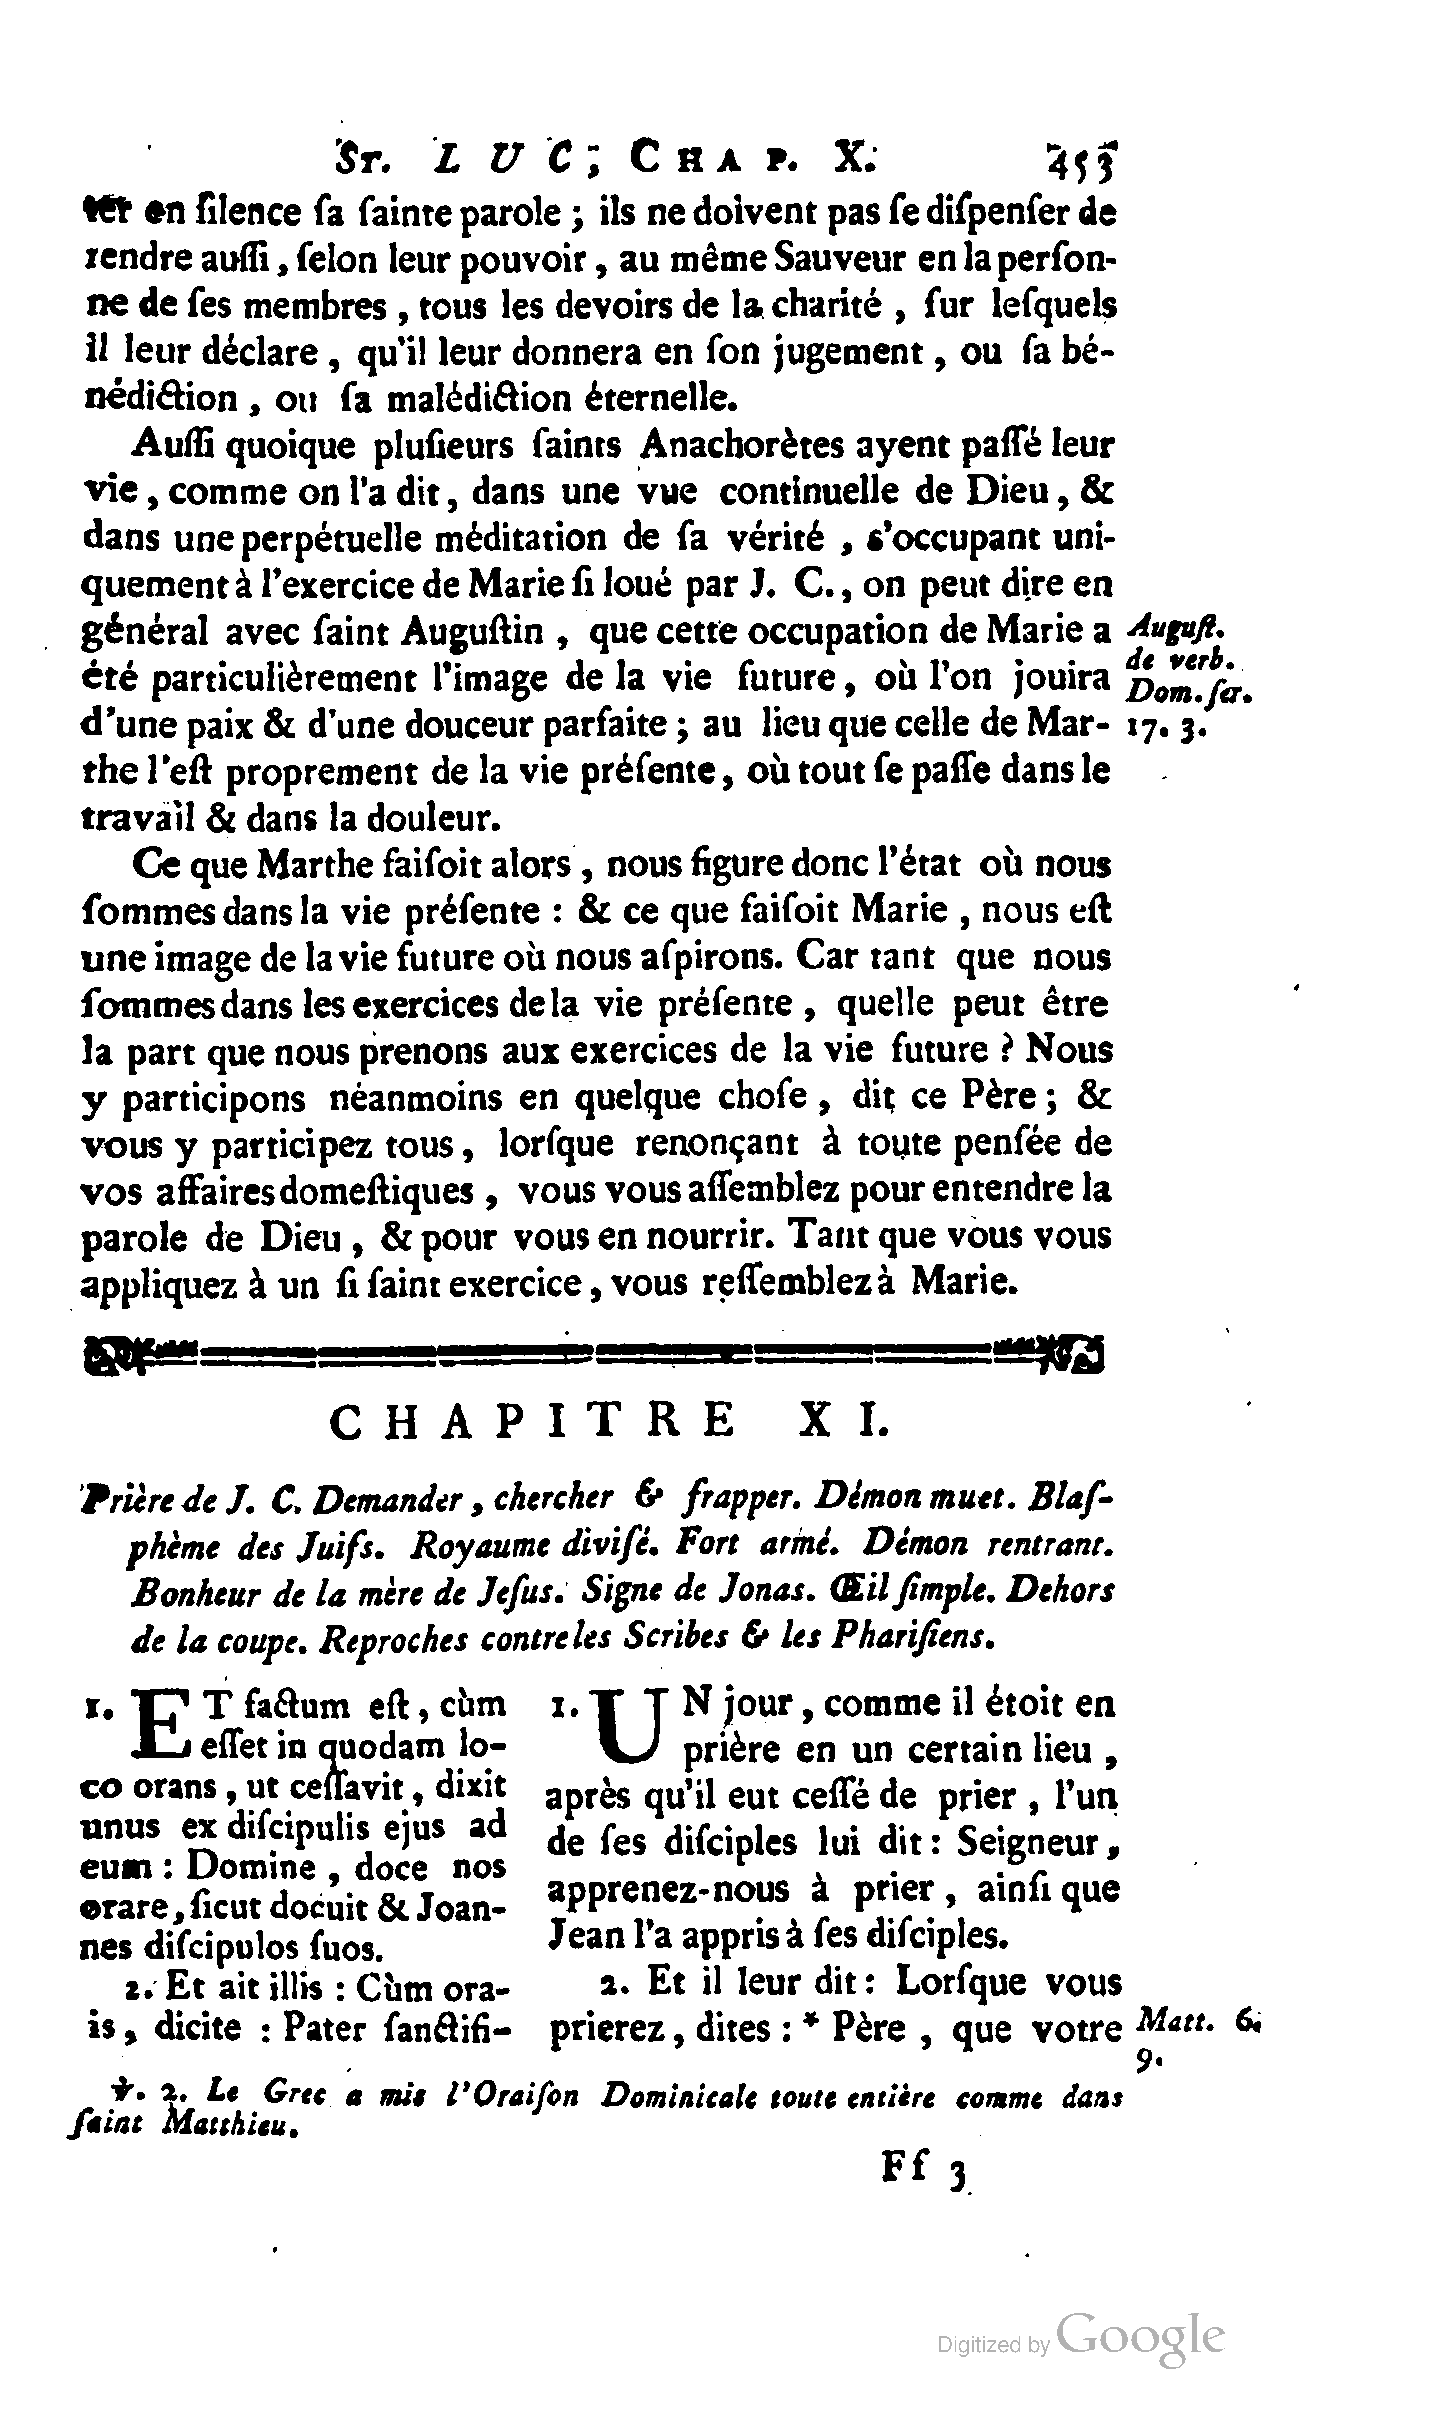 ST. LUC, CHAP. X. 453
ter en ſilence ſa ſainte parole ; ils ne doivent pas ſe diſpenſer de
rendre auſſi, ſelon leur pouvoir, au même Sauveur en la perſon-
ne de ſes membres, tous les devoirs de la charité, ſur leſquels
il leur déclare, qu'il leur donnera en ſon jugement, ou ſa bé-
nédiction, ou ſa malédiction éternelle.
Auſſi quoique pluſieurs ſaints Anachorètes ayent paſſé leur
vie, comme on l'a dit, dans une vue continuelle de Dieu, &
dans une perpétuelle méditation de ſa vérité, s'occupant uni-
quement à l'exercice de Marie ſi loué par J. C., on peut dire en
général avec ſaint Auguſtin, que cette occupation de Marie a
été particulièrement l'image de la vie future, où l'on jouira
d'une paix & d'une douceur parfaite ; au lieu que celle de Mar-
the l'eſt proprement de la vie préſente, où tout ſe paſſe dans le
travail & dans la douleur.
Auguſt.
de verb.
Dom. ſer.
17. 3.
Ce que Marthe faiſoit alors, nous figure donc l'état où nous
ſommes dans la vie préſente : & ce que faiſoit Marie, nous eſt
une image de la vie future où nous aſpirons. Car tant que nous
ſommes dans les exercices de la vie préſente, quelle peut être
la part que nous prenons aux exercices de la vie future ? Nous
y participons néanmoins en quelque choſe, dit ce Père ; &
vous y participez tous, lorſque renonçant à toute penſée de
vos affaires domeſtiques, vous vous aſſemblez pour entendre la
parole de Dieu, & pour vous en nourrir. Tant que vous vous
appliquez à un ſi ſaint exercice, vous reſſemblez à Marie.
CHAPITRE XI.
Prière de J. C. Demander, chercher & frapper. Démon muet. Blaſ-
phème des Juifs. Royaume diviſé. Fort armé. Démon rentrant.
Bonheur de la mère de Jeſus. Signe de Jonas. Œil ſimple. Dehors
de la coupe. Reproches contre les Scribes & les Phariſiens.
1. ET factum eſt, cùm
eſſet in quodam lo-
co orans, ut ceſſavit, dixit
unus ex diſcipulis ejus ad
eum : Domine, doce nos
orare, ſicut docuit & Joan-
nes diſcipulos ſuos.
2. Et ait illis : Cùm ora-
is, dicite : Pater ſanctifi-
1. UN jour, comme il étoit en
prière en un certain lieu,
après qu'il eut ceſſé de prier, l'un
de ſes diſciples lui dit : Seigneur,
apprenez-nous à prier, ainſi que
Jean l'a appris à ſes diſciples.
2. Et il leur dit : Lorſque vous
prierez, dites : * Père, que votre
Matt. 6.
9.
℣. 2. Le Grec a mis l'Oraiſon Dominicale toute entière comme dans
ſaint Matthieu.
Ff 3
Digitized by Google